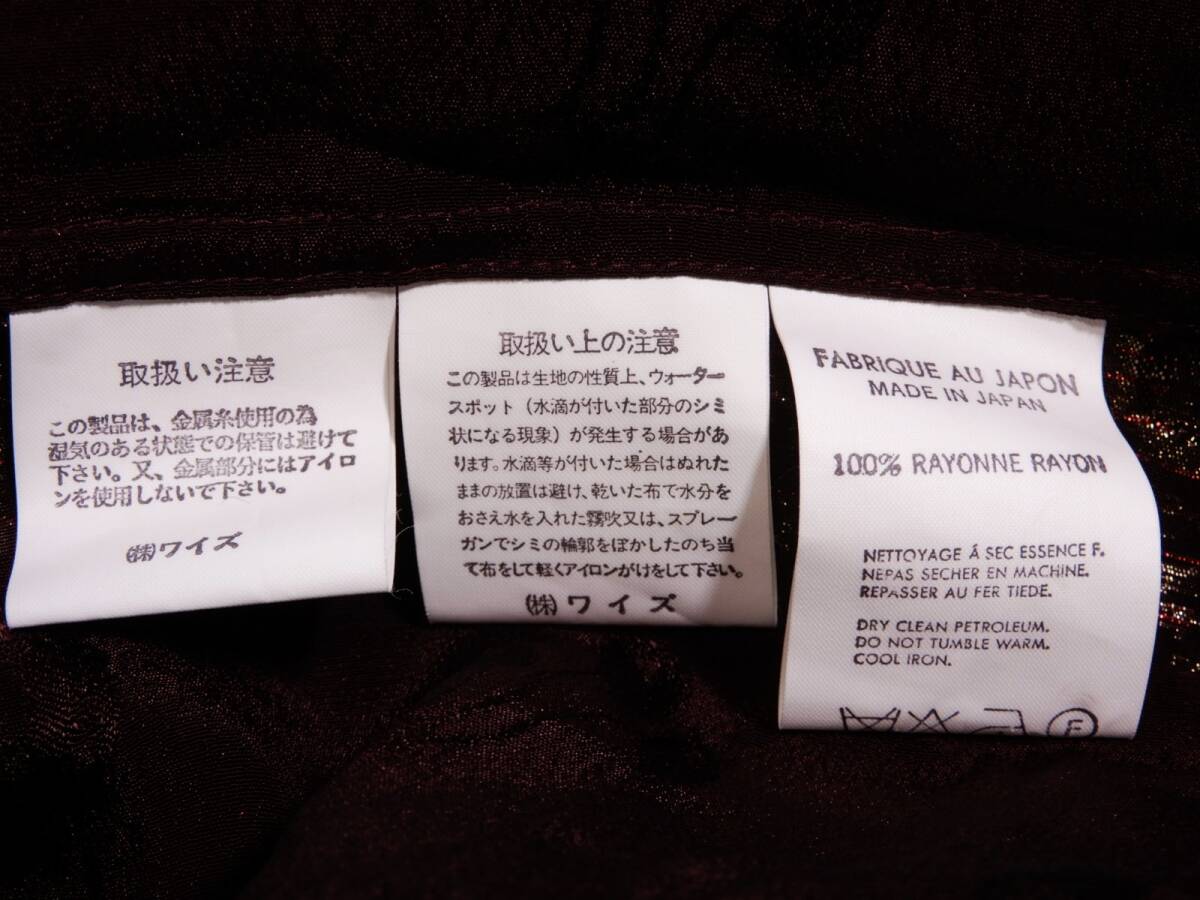 取扱い注意
この製品は、金属糸使用の為
湿気のある状態での保管は避けて
下さい。又、金属部分にはアイロ
ンを使用しないで下さい。
㈱ワイズ
取扱い上の注意
この製品は生地の性質上、ウォーター
スポット（水滴が付いた部分のシミ
状になる現象）が発生する場合があ
ります。水滴等が付いた場合はぬれた
ままの放置は避け、乾いた布で水分を
おさえ水を入れた霧吹又は、スプレー
ガンでシミの輪郭をぼかしたのち当
て布をして軽くアイロンがけをして下さい。
㈱ワイズ
FABRIQUE AU JAPON
MADE IN JAPAN
100% RAYONNE RAYON
NETTOYAGE Á SEC ESSENCE F.
NEPAS SECHER EN MACHINE.
REPASSER AU FER TIEDE.
DRY CLEAN PETROLEUM.
DO NOT TUMBLE WARM.
COOL IRON.
F